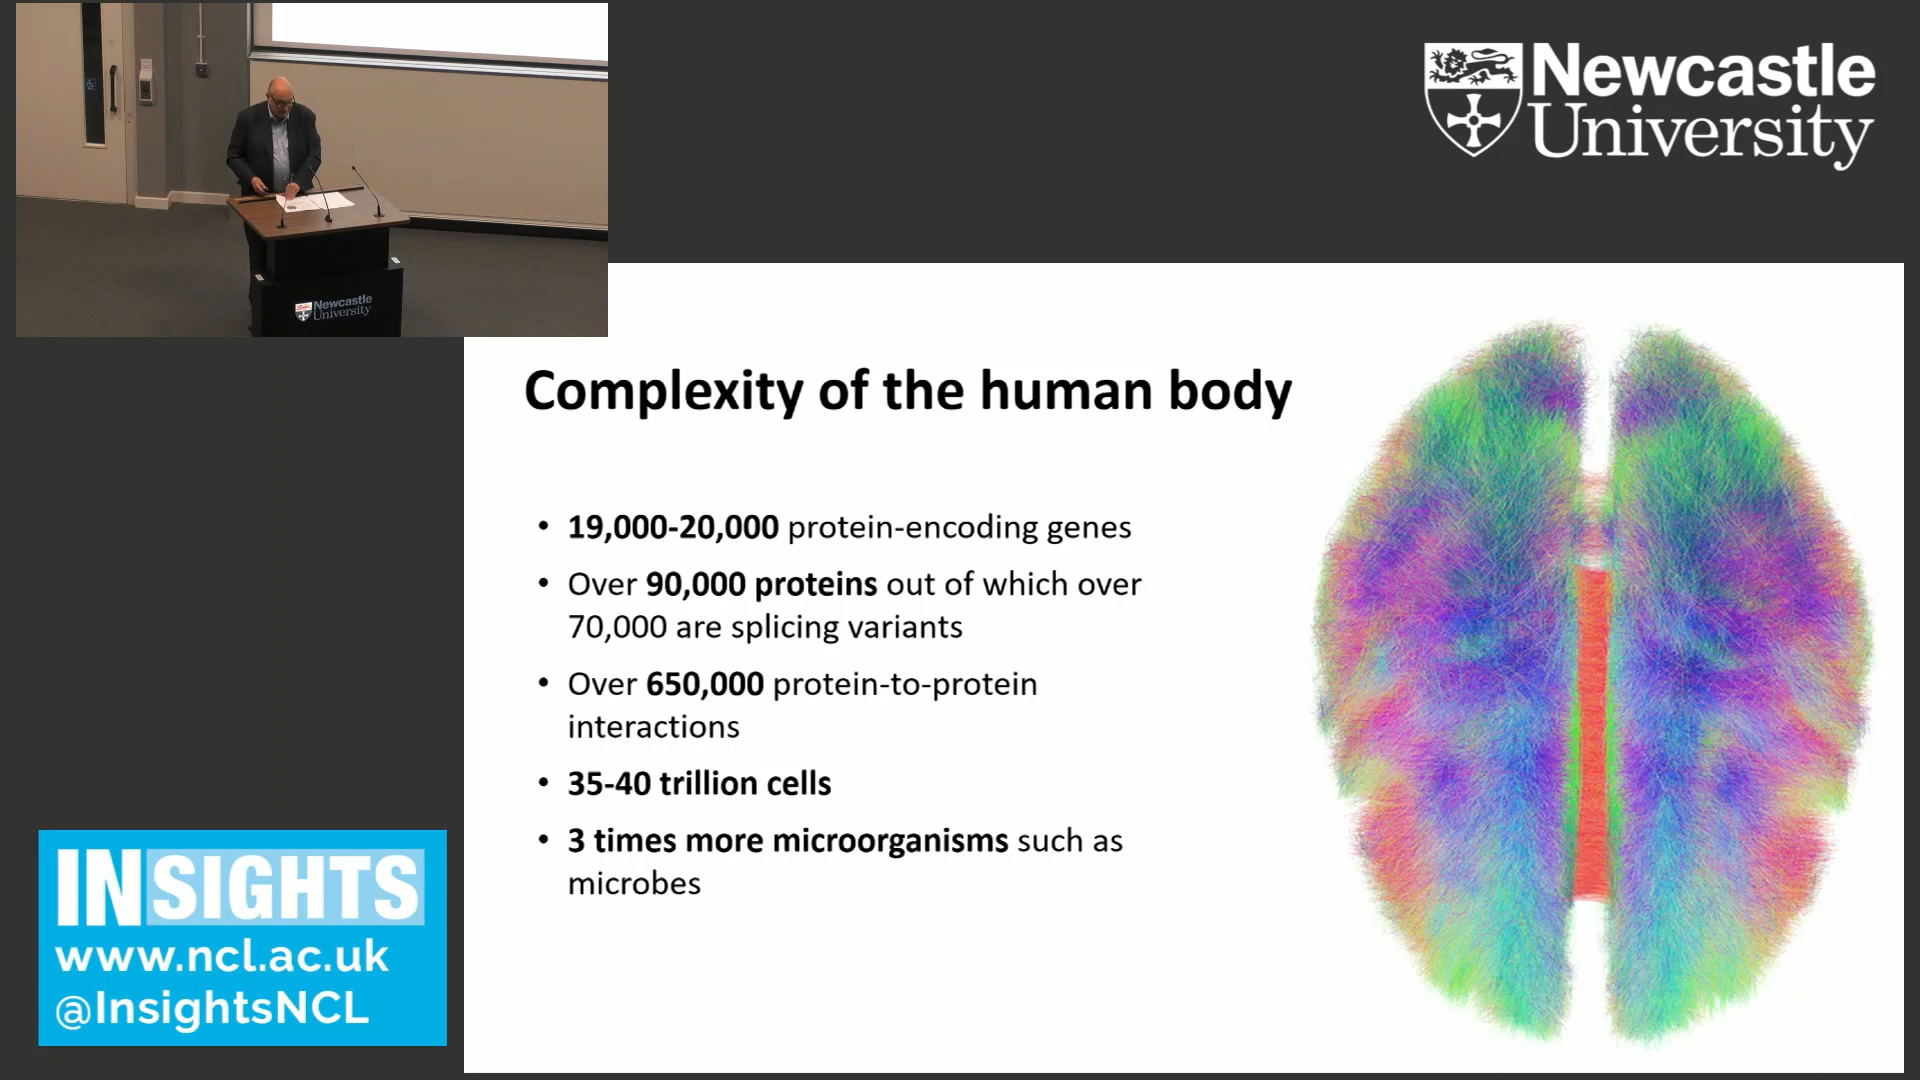 Newcastle
University
Newcastle
University
Complexity of the human body
• 19,000-20,000 protein-encoding genes
• Over 90,000 proteins out of which over
70,000 are splicing variants
• Over 650,000 protein-to-protein
interactions
• 35-40 trillion cells
• 3 times more microorganisms such as
microbes
INSIGHTS
www.ncl.ac.uk
@InsightsNCL